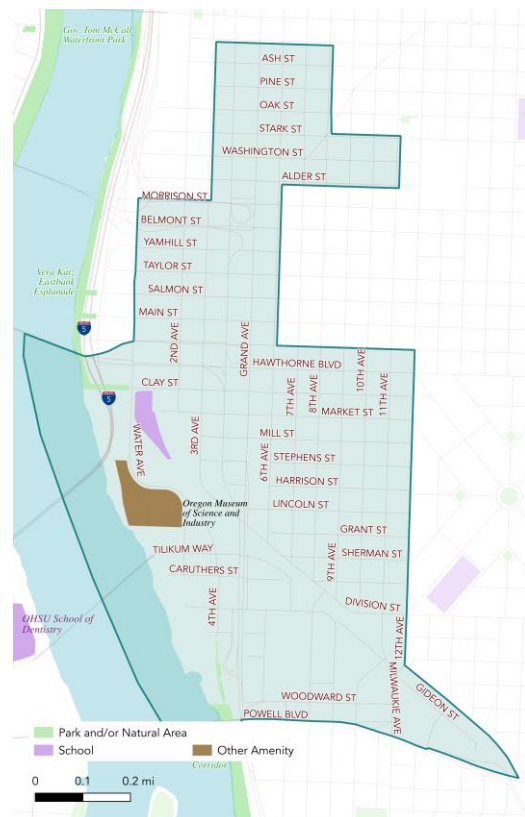 Gov. Tom McCall
Waterfront Park
ASH ST
PINE ST
OAK ST
STARK ST
WASHINGTON ST
ALDER ST
MORRISON ST
BELMONT ST
YAMHILL ST
TAYLOR ST
Vera Katz
Eastbank
Esplanade
SALMON ST
MAIN ST
5
2ND AVE
GRAND AVE
HAWTHORNE BLVD
10TH AVE
11TH AVE
CLAY ST
7TH AVE
8TH AVE
5
MARKET ST
WATER AVE
3RD AVE
MILL ST
6TH AVE
STEPHENS ST
HARRISON ST
Oregon Museum
of Science and
Industry
LINCOLN ST
GRANT ST
TILIKUM WAY
SHERMAN ST
9TH AVE
CARUTHERS ST
4TH AVE
DIVISION ST
OHSU School of
Dentistry
12TH AVE
MILWAUKIE AVE
GIDEON ST
WOODWARD ST
POWELL BLVD
Park and/or Natural Area
School
Other Amenity
Corridor
0 0.1 0.2 mi